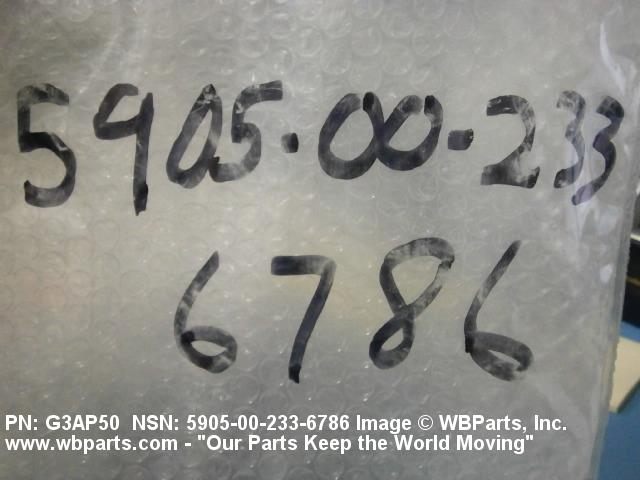 5905-00-233
6786
PN: G3AP50 NSN: 5905-00-233-6786 Image © WBParts, Inc.
www.wbparts.com - "Our Parts Keep the World Moving"